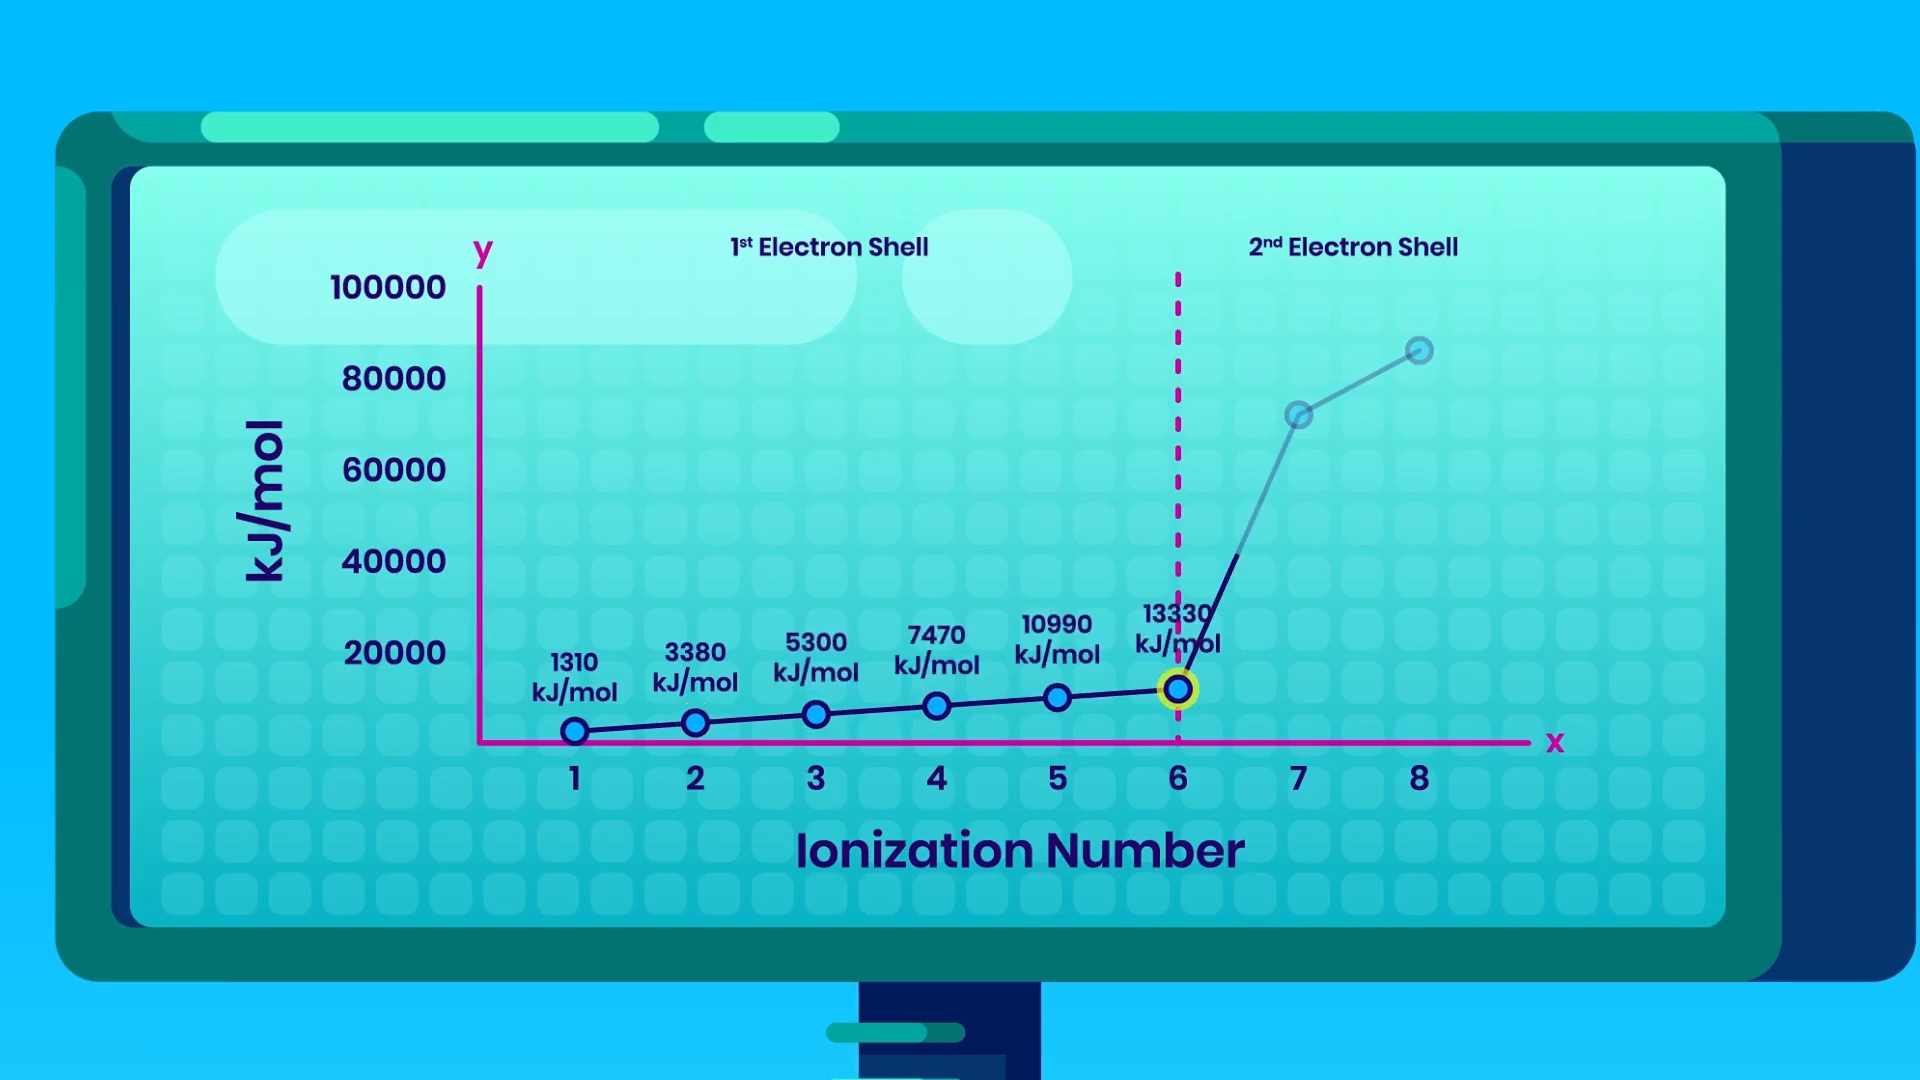 1st Electron Shell
2nd Electron Shell
y
100000
80000
60000
40000
20000
kJ/mol
1310
kJ/mol
3380
kJ/mol
5300
kJ/mol
7470
kJ/mol
10990
kJ/mol
13330
kJ/mol
x
1 2 3 4 5 6 7 8
Ionization Number